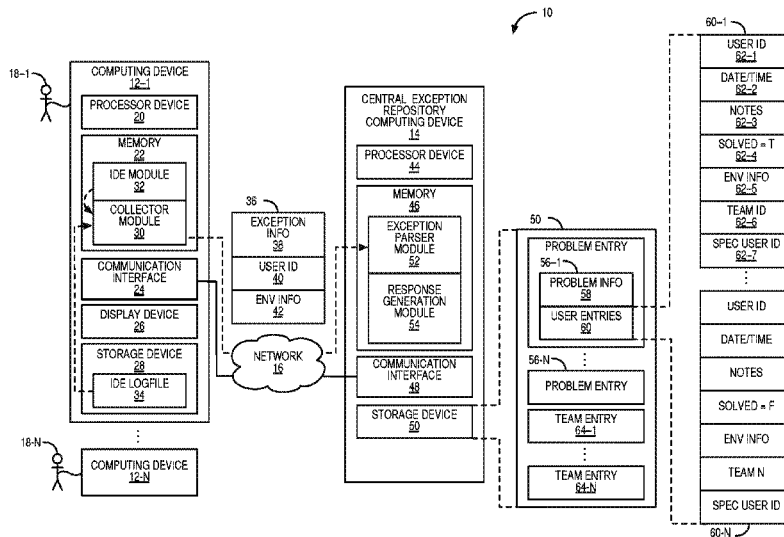 10
18-1
COMPUTING DEVICE
12-1
PROCESSOR DEVICE
20
MEMORY
22
IDE MODULE
32
COLLECTOR
MODULE
30
COMMUNICATION
INTERFACE
24
DISPLAY DEVICE
26
STORAGE DEVICE
28
IDE LOGFILE
34
18-N
COMPUTING DEVICE
12-N
36
EXCEPTION
INFO
38
USER ID
40
ENV INFO
42
NETWORK
16
CENTRAL EXCEPTION
REPOSITORY
COMPUTING DEVICE
14
PROCESSOR DEVICE
44
MEMORY
46
EXCEPTION
PARSER
MODULE
52
RESPONSE
GENERATION
MODULE
54
COMMUNICATION
INTERFACE
48
STORAGE DEVICE
50
50
PROBLEM ENTRY
56-1
PROBLEM INFO
58
USER ENTRIES
60
56-N
PROBLEM ENTRY
TEAM ENTRY
64-1
TEAM ENTRY
64-N
60-1
USER ID
62-1
DATE/TIME
62-2
NOTES
62-3
SOLVED = T
62-4
ENV INFO
62-5
TEAM ID
62-6
SPEC USER ID
62-7
USER ID
DATE/TIME
NOTES
SOLVED = F
ENV INFO
TEAM N
SPEC USER ID
60-N